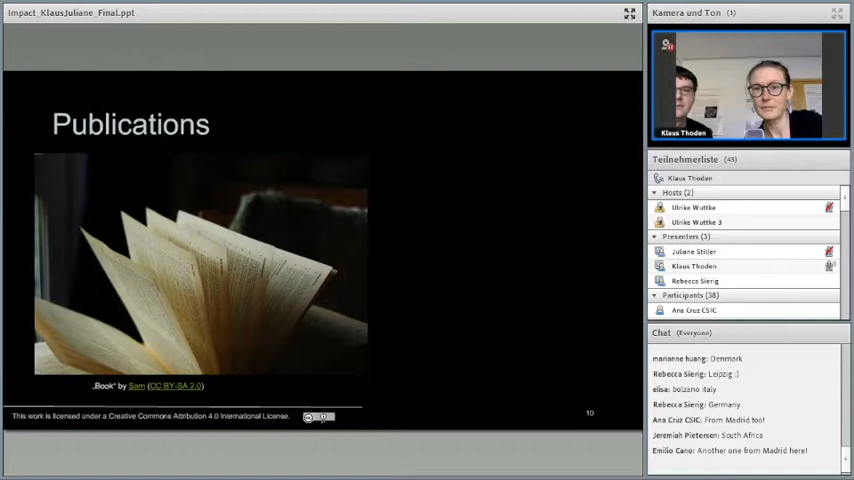 Impact_KlausJuliane_Final.ppt
Publications
„Book" by Sam (CC BY-SA 2.0)
This work is licensed under a Creative Commons Attribution 4.0 International License.
10
Kamera und Ton (1)
Klaus Thoden
Teilnehmerliste (43)
Klaus Thoden
Hosts (2)
Ulrike Wuttke
Ulrike Wuttke 3
Presenters (3)
Juliane Stiller
Klaus Thoden
Rebecca Sierig
Participants (38)
Ana Cruz CSIC
Chat (Everyone)
marianne huang: Denmark
Rebecca Sierig: Leipzig :)
elisa: bolzano italy
Rebecca Sierig: Germany
Ana Cruz CSIC: From Madrid too!
Jeremiah Pietersen: South Africa
Emilio Cano: Another one from Madrid here!